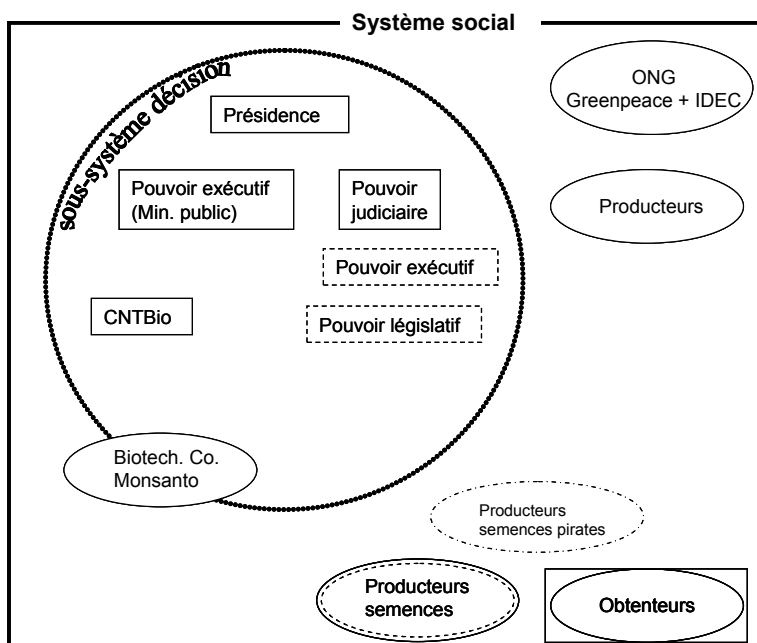 Système social
sous-système décision
ONG
Greenpeace + IDEC
Présidence
Pouvoir exécutif
(Min. public)
Pouvoir
judiciaire
Producteurs
Pouvoir exécutif
CNTBio
Pouvoir législatif
Biotech. Co.
Monsanto
Producteurs
semences pirates
Producteurs
semences
Obtenteurs